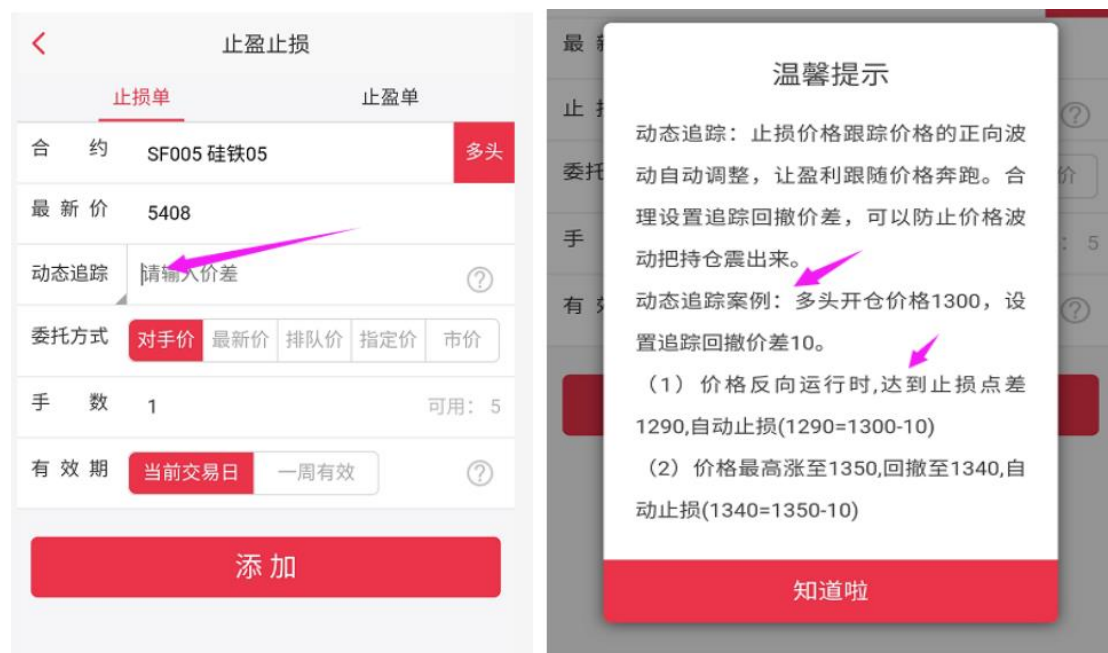 止盈止损
止损单
止盈单
合约
SF005 硅铁05
多头
最新价
5408
动态追踪
请输入价差
?
委托方式
对手价
最新价
排队价
指定价
市价
手数
1
可用： 5
有效期
当前交易日
一周有效
?
添加
最
止
?
委托
价
手
： 5
有
?
温馨提示
动态追踪：止损价格跟踪价格的正向波
动自动调整，让盈利跟随价格奔跑。合
理设置追踪回撤价差，可以防止价格波
动把持仓震出来。
动态追踪案例：多头开仓价格1300，设
置追踪回撤价差10。
（1）价格反向运行时,达到止损点差
1290,自动止损(1290=1300-10)
（2）价格最高涨至1350,回撤至1340,自
动止损(1340=1350-10)
知道啦